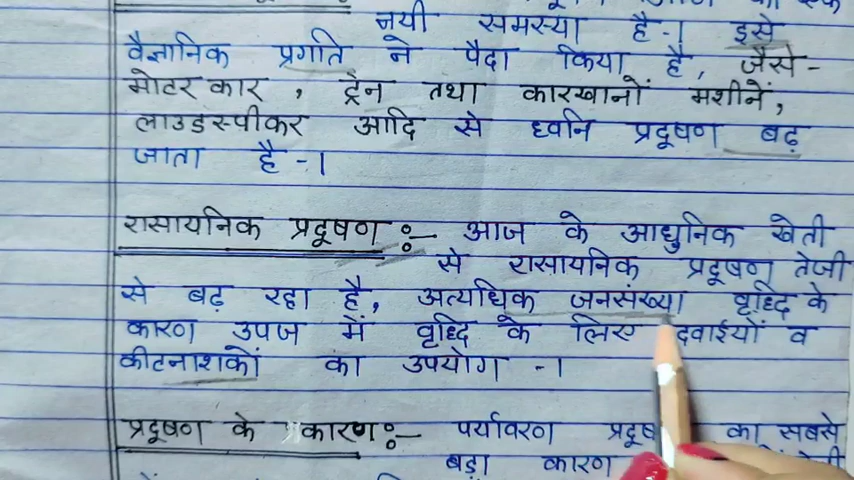 नयी समस्या है-। इसे
वैज्ञानिक प्रगति ने पैदा किया है, जैसे-
मोटर कार, ट्रेन तथा कारखानों मशीनें,
लाउडस्पीकर आदि से ध्वनि प्रदूषण बढ़
जाता है-।
रासायनिक प्रदूषण :- आज के आधुनिक खेती
से रासायनिक प्रदूषण तेजी
से बढ़ रहा है, अत्यधिक जनसंख्या वृध्दि के
कारण उपज में वृध्दि के लिए दवाईयों व
कीटनाशकों का उपयोग -।
प्रदूषण के कारण:- पर्यावरण का सबसे
बड़ा कारण